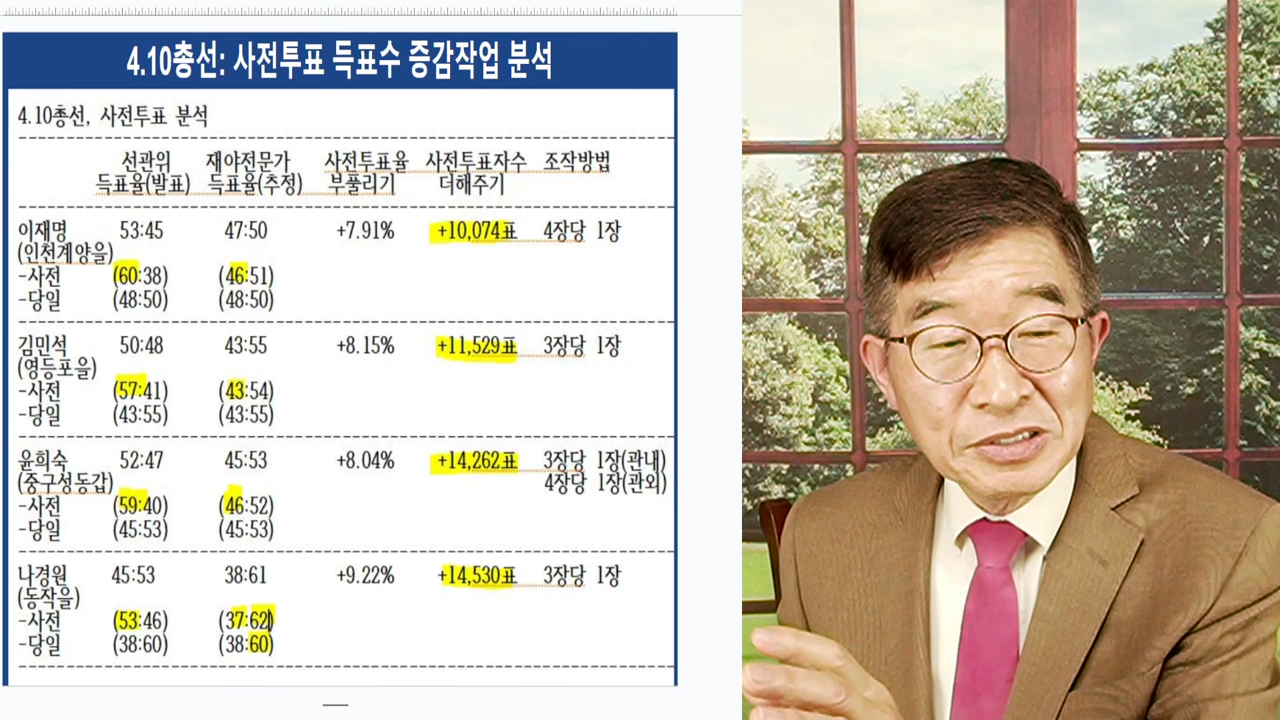 4.10총선: 사전투표 득표수 증감작업 분석
4.10총선, 사전투표 분석
선관위 재야전문가 사전투표율 사전투표자수 조작방법
득표율(발표) 득표율(추정) 부풀리기 더해주기
이재명 53:45 47:50 +7.91% +10,074표 4장당 1장
(인천계양을)
-사전 (60:38) (46:51)
-당일 (48:50) (48:50)
김민석 50:48 43:55 +8.15% +11,529표 3장당 1장
(영등포을)
-사전 (57:41) (43:54)
-당일 (43:55) (43:55)
윤희숙 52:47 45:53 +8.04% +14,262표 3장당 1장(관내)
(중구성동갑) 4장당 1장(관외)
-사전 (59:40) (46:52)
-당일 (45:53) (45:53)
나경원 45:53 38:61 +9.22% +14,530표 3장당 1장
(동작을)
-사전 (53:46) (37:62)
-당일 (38:60) (38:60)